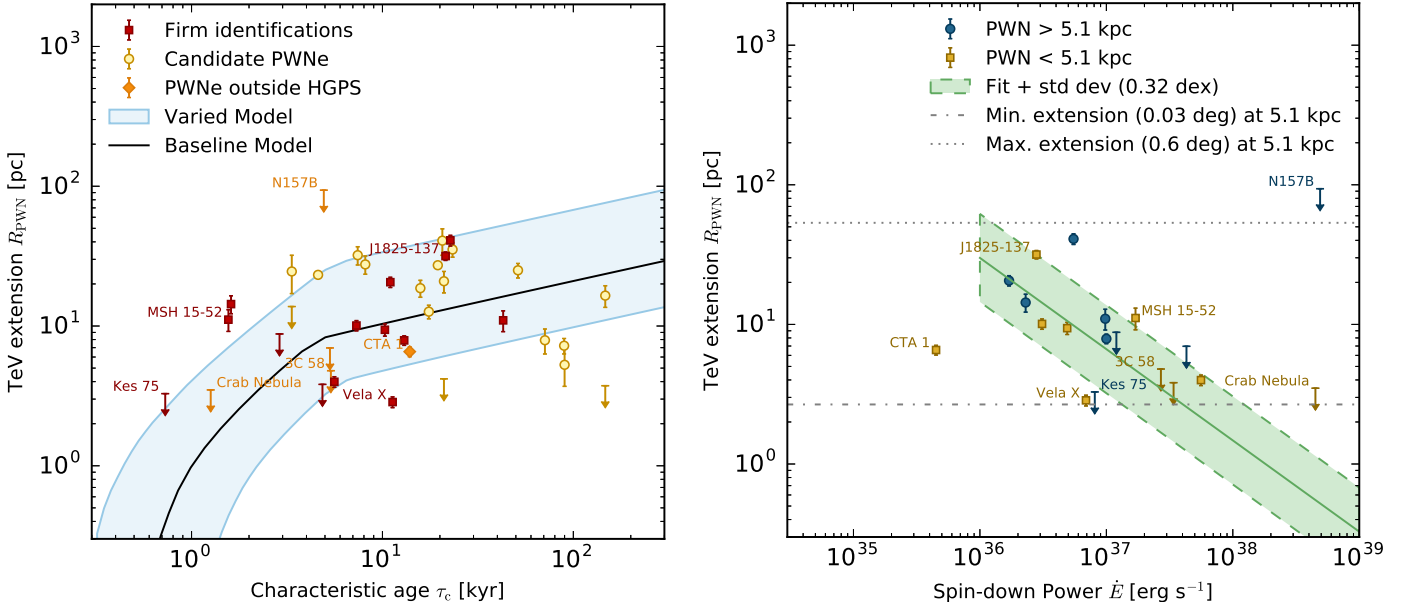 TeV extension R_PWN [pc]
10³
10²
10¹
10⁰
Firm identifications
Candidate PWNe
PWNe outside HGPS
Varied Model
Baseline Model
N157B
J1825-137
MSH 15-52
CTA 1
3C 58
Crab Nebula
Kes 75
Vela X
10⁰ 10¹ 10²
Characteristic age τ_c [kyr]
TeV extension R_PWN [pc]
10³
10²
10¹
10⁰
PWN > 5.1 kpc
PWN < 5.1 kpc
Fit + std dev (0.32 dex)
Min. extension (0.03 deg) at 5.1 kpc
Max. extension (0.6 deg) at 5.1 kpc
N157B
J1825-137
MSH 15-52
CTA 1
3C 58
Kes 75
Crab Nebula
Vela X
10³⁵ 10³⁶ 10³⁷ 10³⁸ 10³⁹
Spin-down Power Ė [erg s⁻¹]